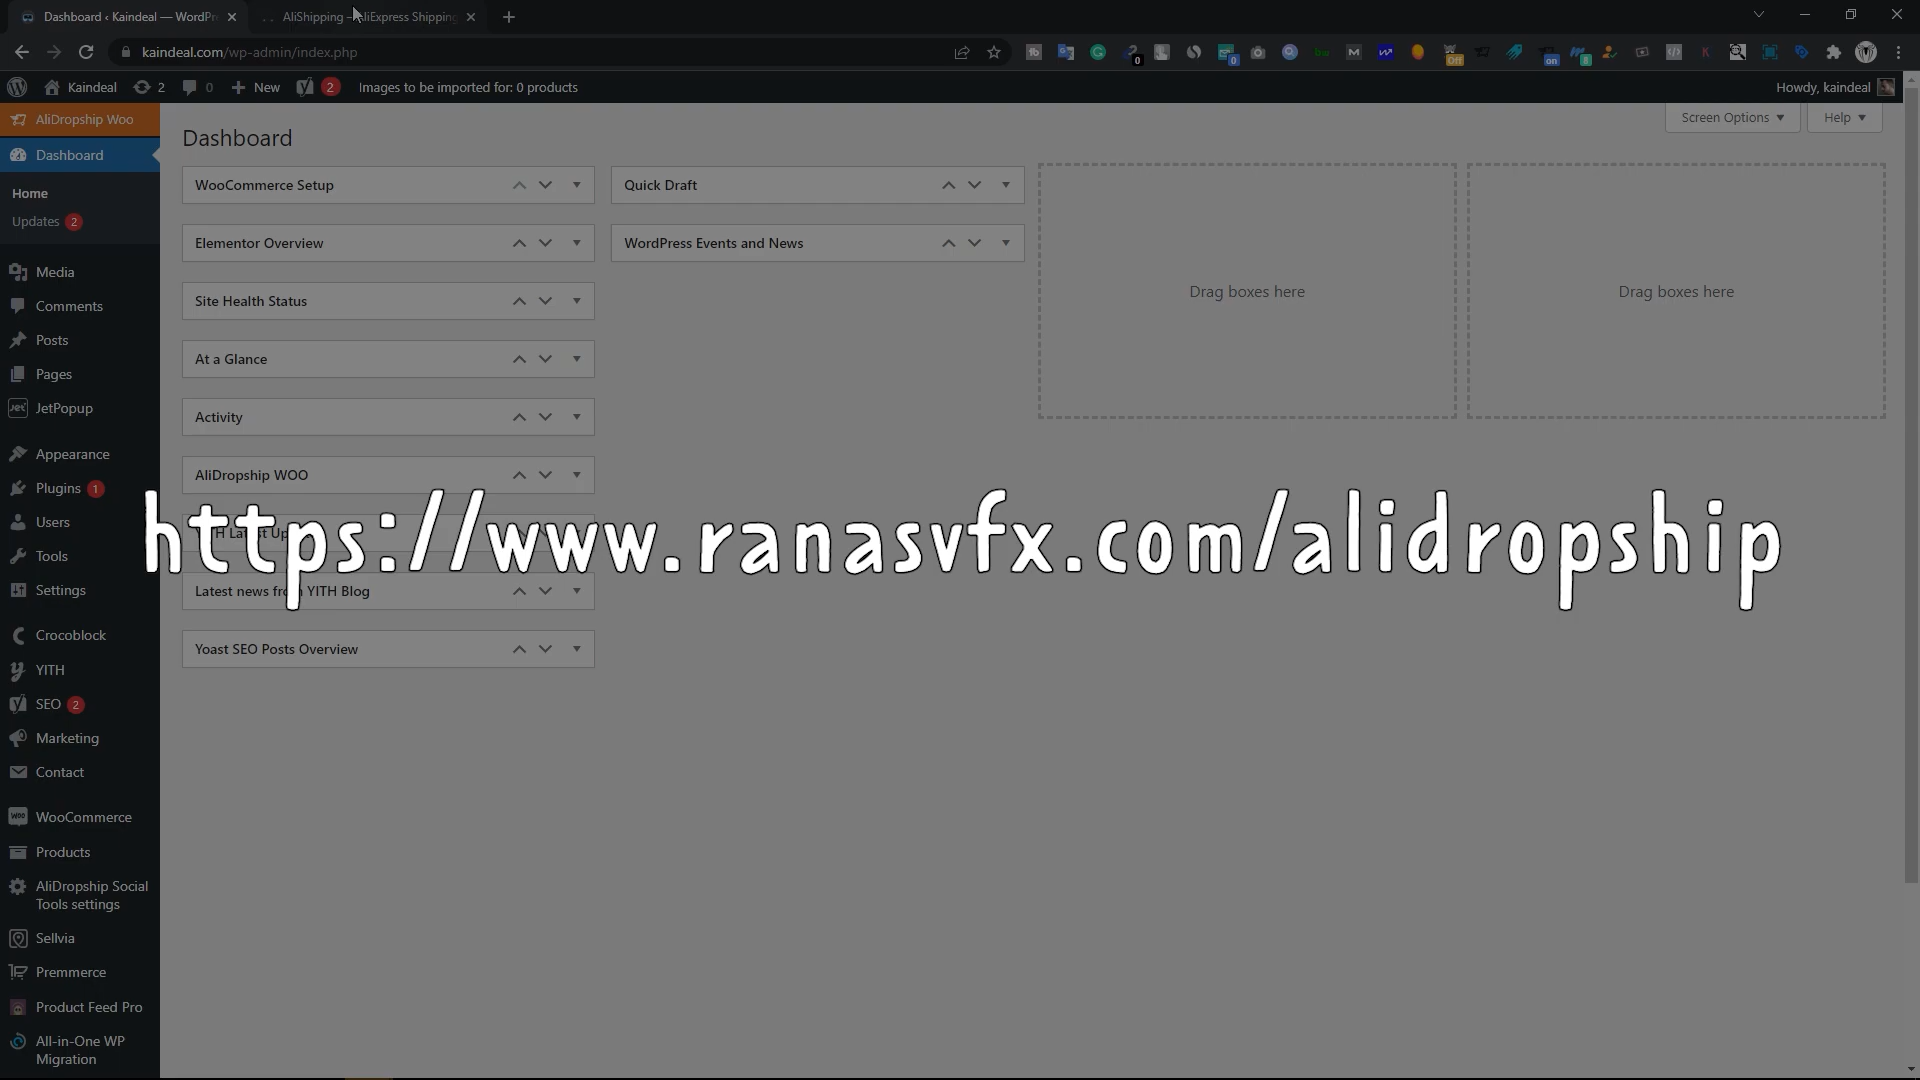 Dashboard ‹ Kaindeal — WordPr
AliShipping - AliExpress Shipping
kaindeal.com/wp-admin/index.php
0
0
Off
on
8
Kaindeal 2 0 New 2 Images to be imported for: 0 products
Howdy, kaindeal
AliDropship Woo
Dashboard
Home
Updates 2
Media
Comments
Posts
Pages
JetPopup
Appearance
Plugins 1
Users
Tools
Settings
Crocoblock
YITH
SEO 2
Marketing
Contact
WooCommerce
Products
AliDropship Social
Tools settings
Sellvia
Premmerce
Product Feed Pro
All-in-One WP
Migration
Dashboard
Screen Options
Help
WooCommerce Setup
Elementor Overview
Site Health Status
At a Glance
Activity
AliDropship WOO
Latest news YITH Blog
Yoast SEO Posts Overview
Quick Draft
WordPress Events and News
Drag boxes here
Drag boxes here
https://www.ranasvfx.com/alidropship